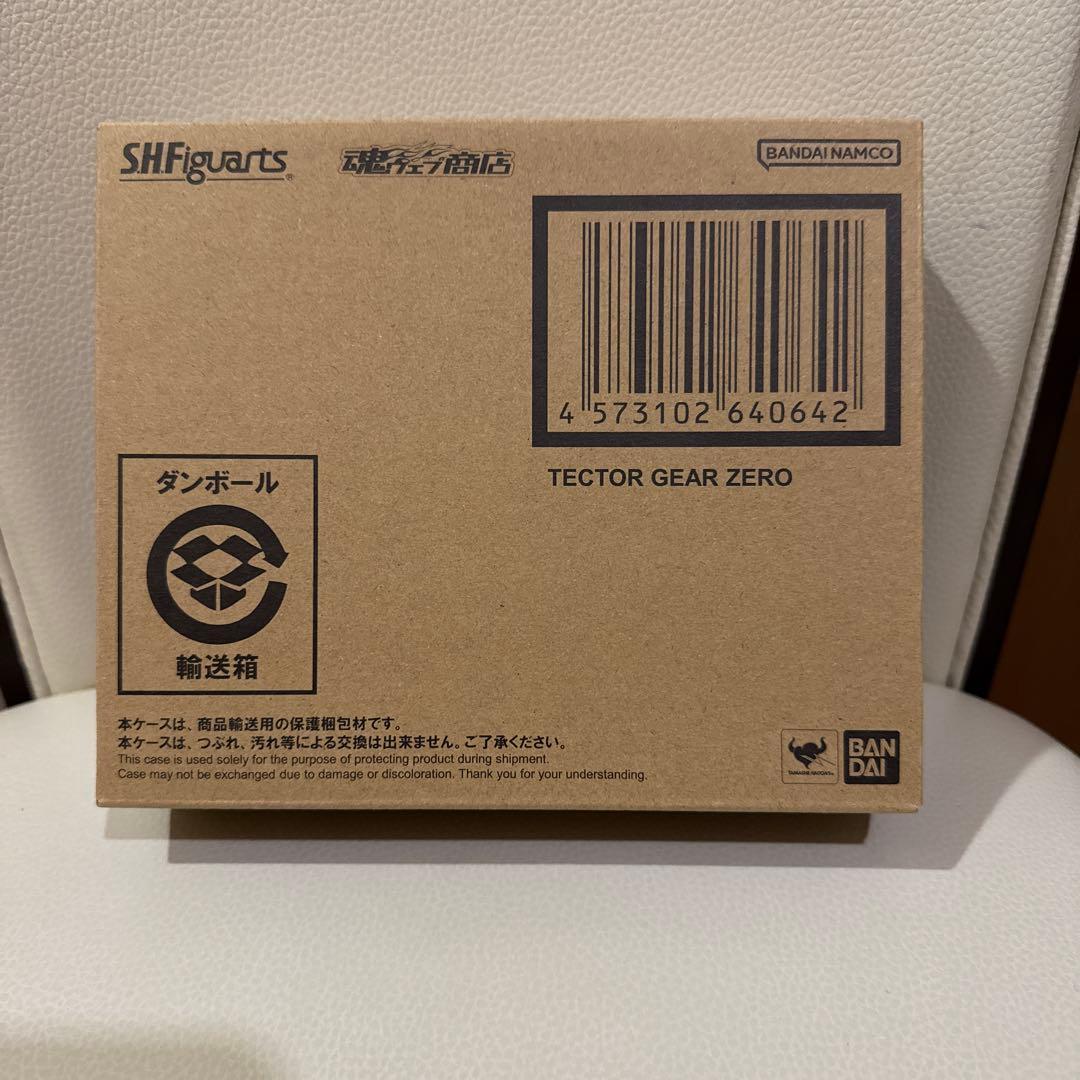 S.H.Figuarts®
魂ウェブ商店
BANDAI NAMCO
4 573102 640642
TECTOR GEAR ZERO
ダンボール
輸送箱
本ケースは、商品輸送用の保護梱包材です。
本ケースは、つぶれ、汚れ等による交換は出来ません。ご了承ください。
This case is used solely for the purpose of protecting product during shipment.
Case may not be exchanged due to damage or discoloration. Thank you for your understanding.
TAMASHII NATIONS
BAN
DAI